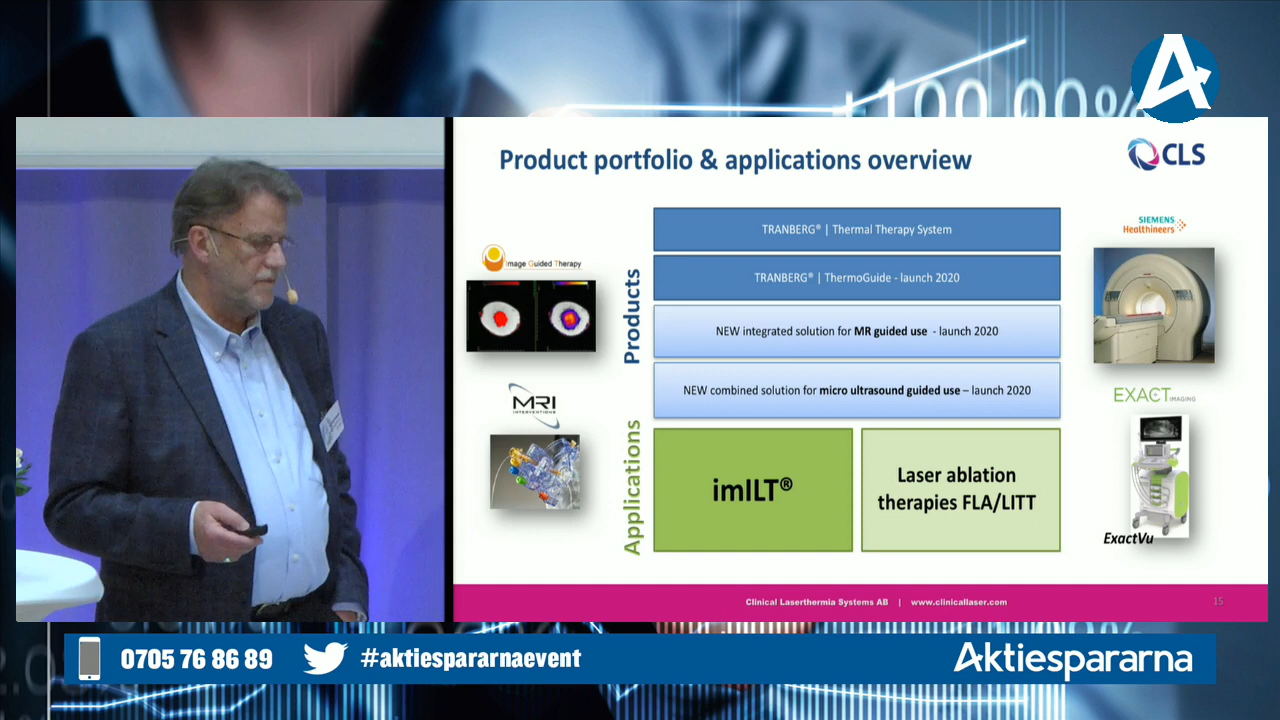 +100,00%
A
Product portfolio & applications overview
CLS
Image Guided Therapy
MRI
INTERVENTIONS
Products
Applications
TRANBERG® | Thermal Therapy System
TRANBERG® | ThermoGuide - launch 2020
NEW integrated solution for MR guided use - launch 2020
NEW combined solution for micro ultrasound guided use – launch 2020
imILT®
Laser ablation
therapies FLA/LITT
SIEMENS
Healthineers
EXACT IMAGING
ExactVu
Clinical Laserthermia Systems AB | www.clinicallaser.com
15
0705 76 86 89
#aktiespararnaevent
Aktiespararna